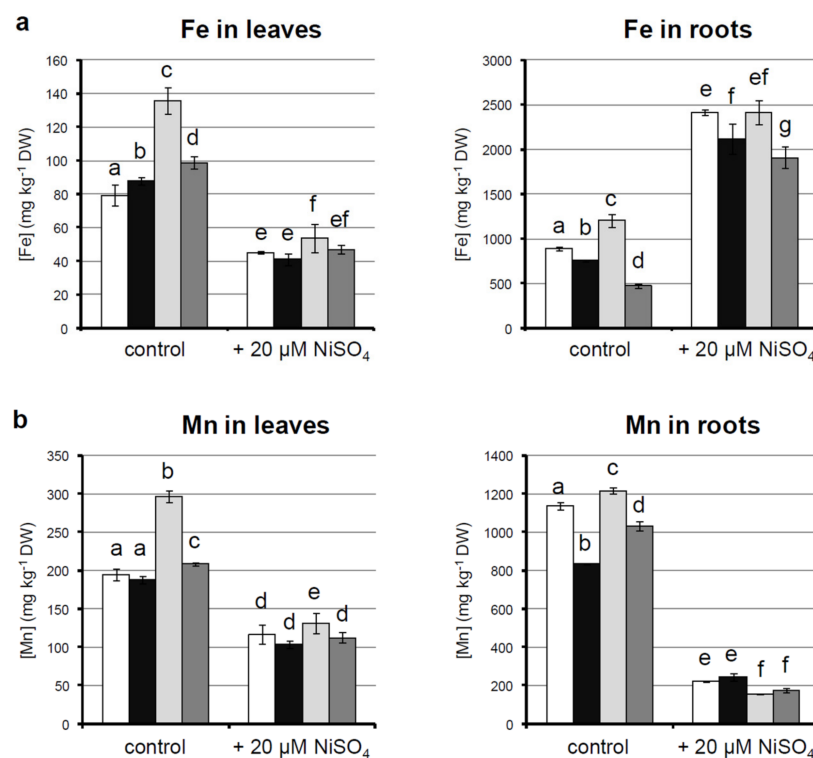 a
Fe in leaves
[Fe] (mg kg⁻¹ DW)
160
140
120
100
80
60
40
20
0
a
b
c
d
e
e
f
ef
control
+ 20 µM NiSO₄
Fe in roots
[Fe] (mg kg⁻¹ DW)
3000
2500
2000
1500
1000
500
0
a
b
c
d
e
f
ef
g
control
+ 20 µM NiSO₄
b
Mn in leaves
[Mn] (mg kg⁻¹ DW)
350
300
250
200
150
100
50
0
a
a
b
c
d
d
e
d
control
+ 20 µM NiSO₄
Mn in roots
[Mn] (mg kg⁻¹ DW)
1400
1200
1000
800
600
400
200
0
a
b
c
d
e
e
f
f
control
+ 20 µM NiSO₄